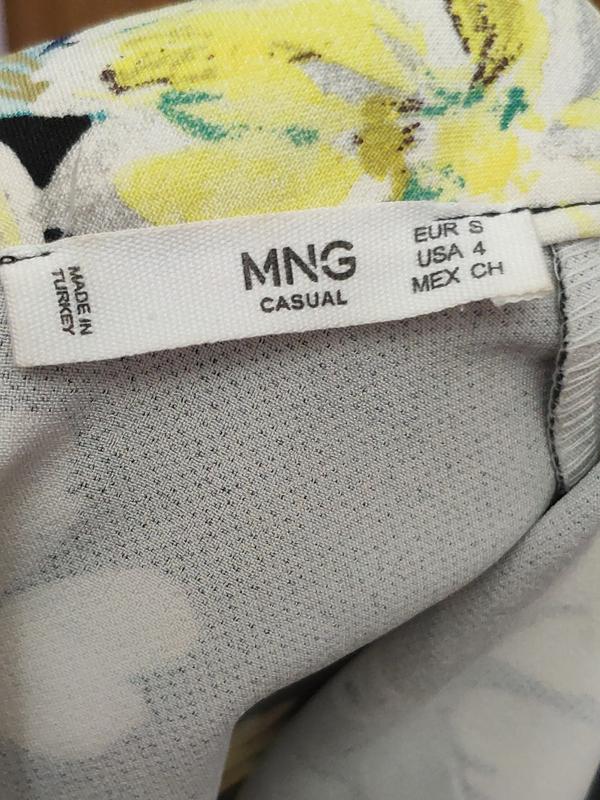 MADE IN
TURKEY
MNG
CASUAL
EUR S
USA 4
MEX CH